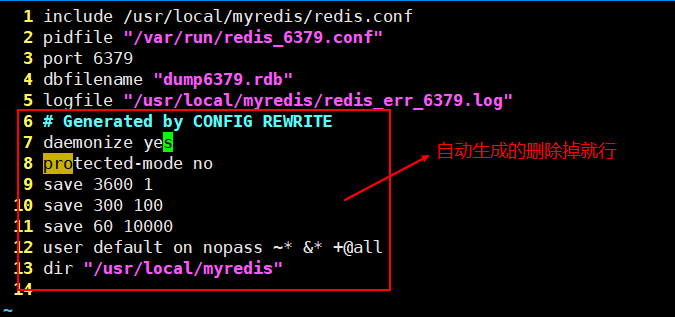 1 include /usr/local/myredis/redis.conf
2 pidfile "/var/run/redis_6379.conf"
3 port 6379
4 dbfilename "dump6379.rdb"
5 logfile "/usr/local/myredis/redis_err_6379.log"
6 # Generated by CONFIG REWRITE
7 daemonize yes
8 protected-mode no
自动生成的删除掉就行
9 save 3600 1
10 save 300 100
11 save 60 10000
12 user default on nopass ~* &* +@all
13 dir "/usr/local/myredis"
14
~